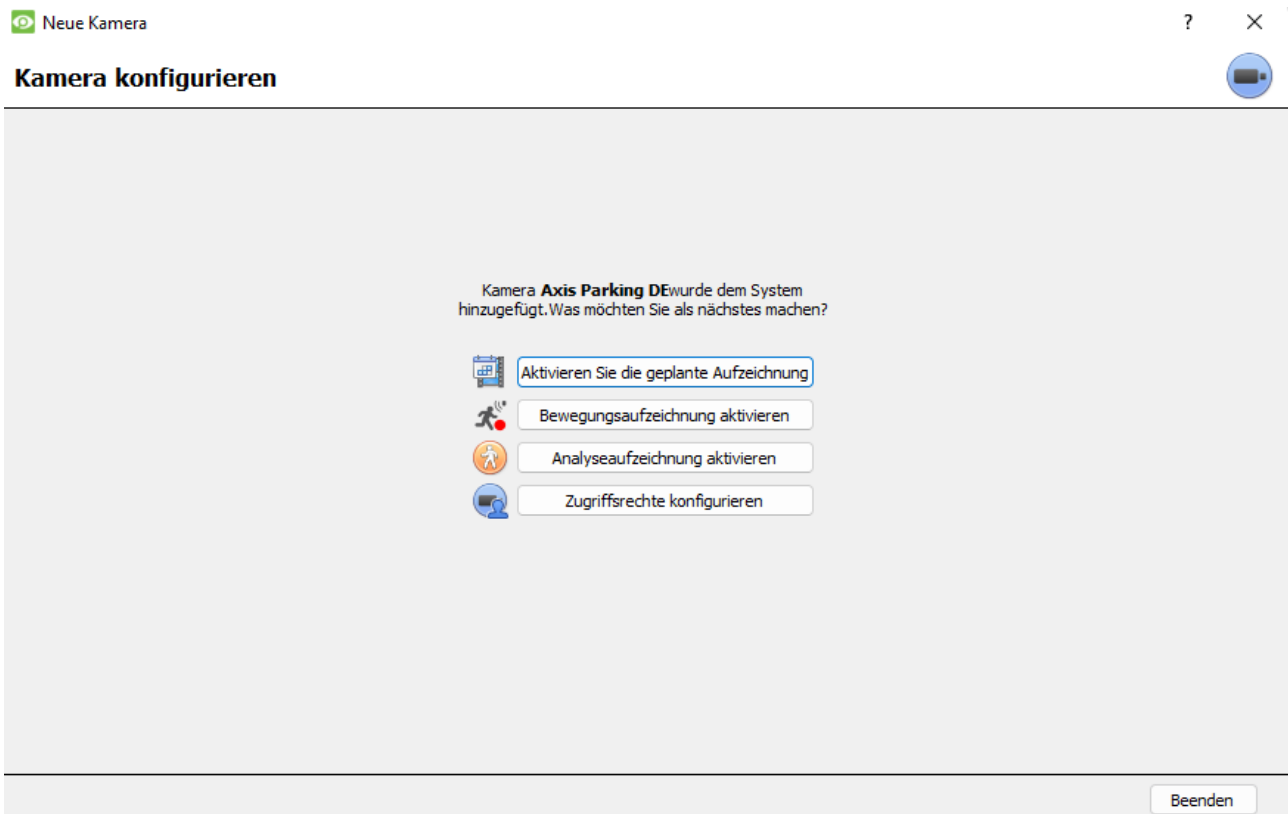 Neue Kamera
?
Kamera konfigurieren
Kamera Axis Parking DEwurde dem System
hinzugefügt.Was möchten Sie als nächstes machen?
Aktivieren Sie die geplante Aufzeichnung
Bewegungsaufzeichnung aktivieren
Analyseaufzeichnung aktivieren
Zugriffsrechte konfigurieren
Beenden